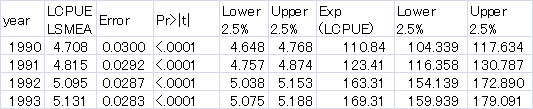 year LCPUE LSMEA Error Pr>|t| Lower 2.5% Upper 2.5% Exp (LCPUE) Lower 2.5% Upper 2.5%
1990 4.708 0.0300 <.0001 4.648 4.768 110.84 104.339 117.634
1991 4.815 0.0292 <.0001 4.757 4.874 123.41 116.358 130.787
1992 5.095 0.0287 <.0001 5.038 5.153 163.31 154.139 172.890
1993 5.131 0.0283 <.0001 5.075 5.188 169.31 159.939 179.091